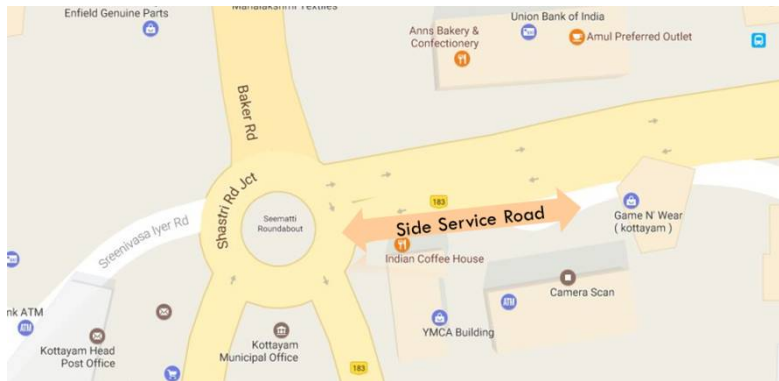 Enfield Genuine Parts
Mahalakshmi Textiles
Union Bank of India
Anns Bakery &
Confectionery
Amul Preferred Outlet
Baker Rd
Shastri Rd Jct
Seematti
Roundabout
Sreenivasa Iyer Rd
183
Side Service Road
Game N' Wear
( kottayam )
Indian Coffee House
Camera Scan
ATM
YMCA Building
nk ATM
ATM
Kottayam Head
Post Office
Kottayam
Municipal Office
183